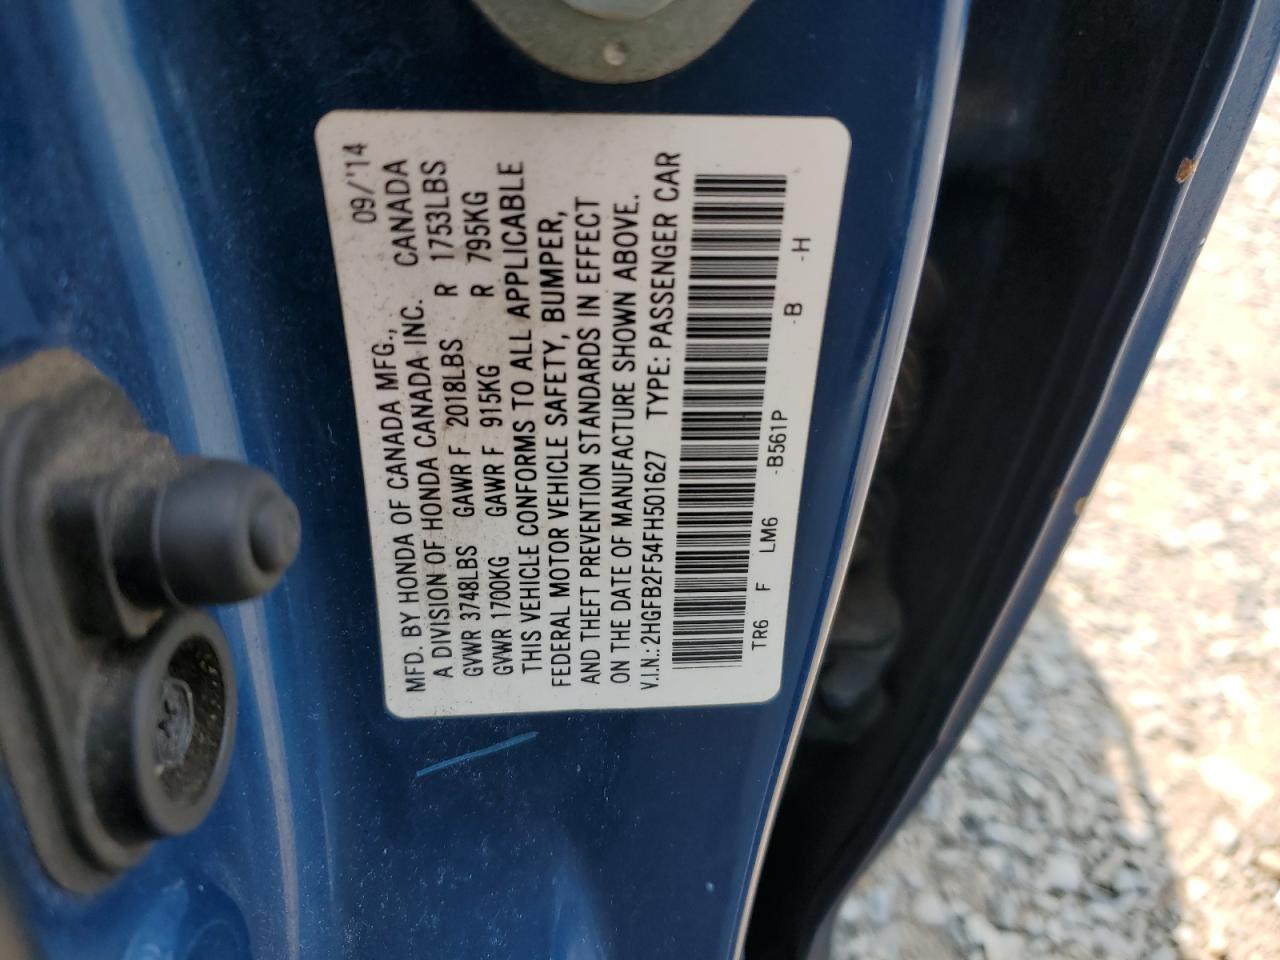 09/'14
MFD. BY HONDA OF CANADA MFG., CANADA
A DIVISION OF HONDA CANADA INC.
GVWR 3748LBS GAWR F 2018LBS R 1753LBS
GVWR 1700KG GAWR F 915KG R 795KG
THIS VEHICLE CONFORMS TO ALL APPLICABLE
FEDERAL MOTOR VEHICLE SAFETY, BUMPER,
AND THEFT PREVENTION STANDARDS IN EFFECT
ON THE DATE OF MANUFACTURE SHOWN ABOVE.
V.I.N.: 2HGFB2F54FH501627 TYPE: PASSENGER CAR
TR6 F LM6 -B561P -B -H